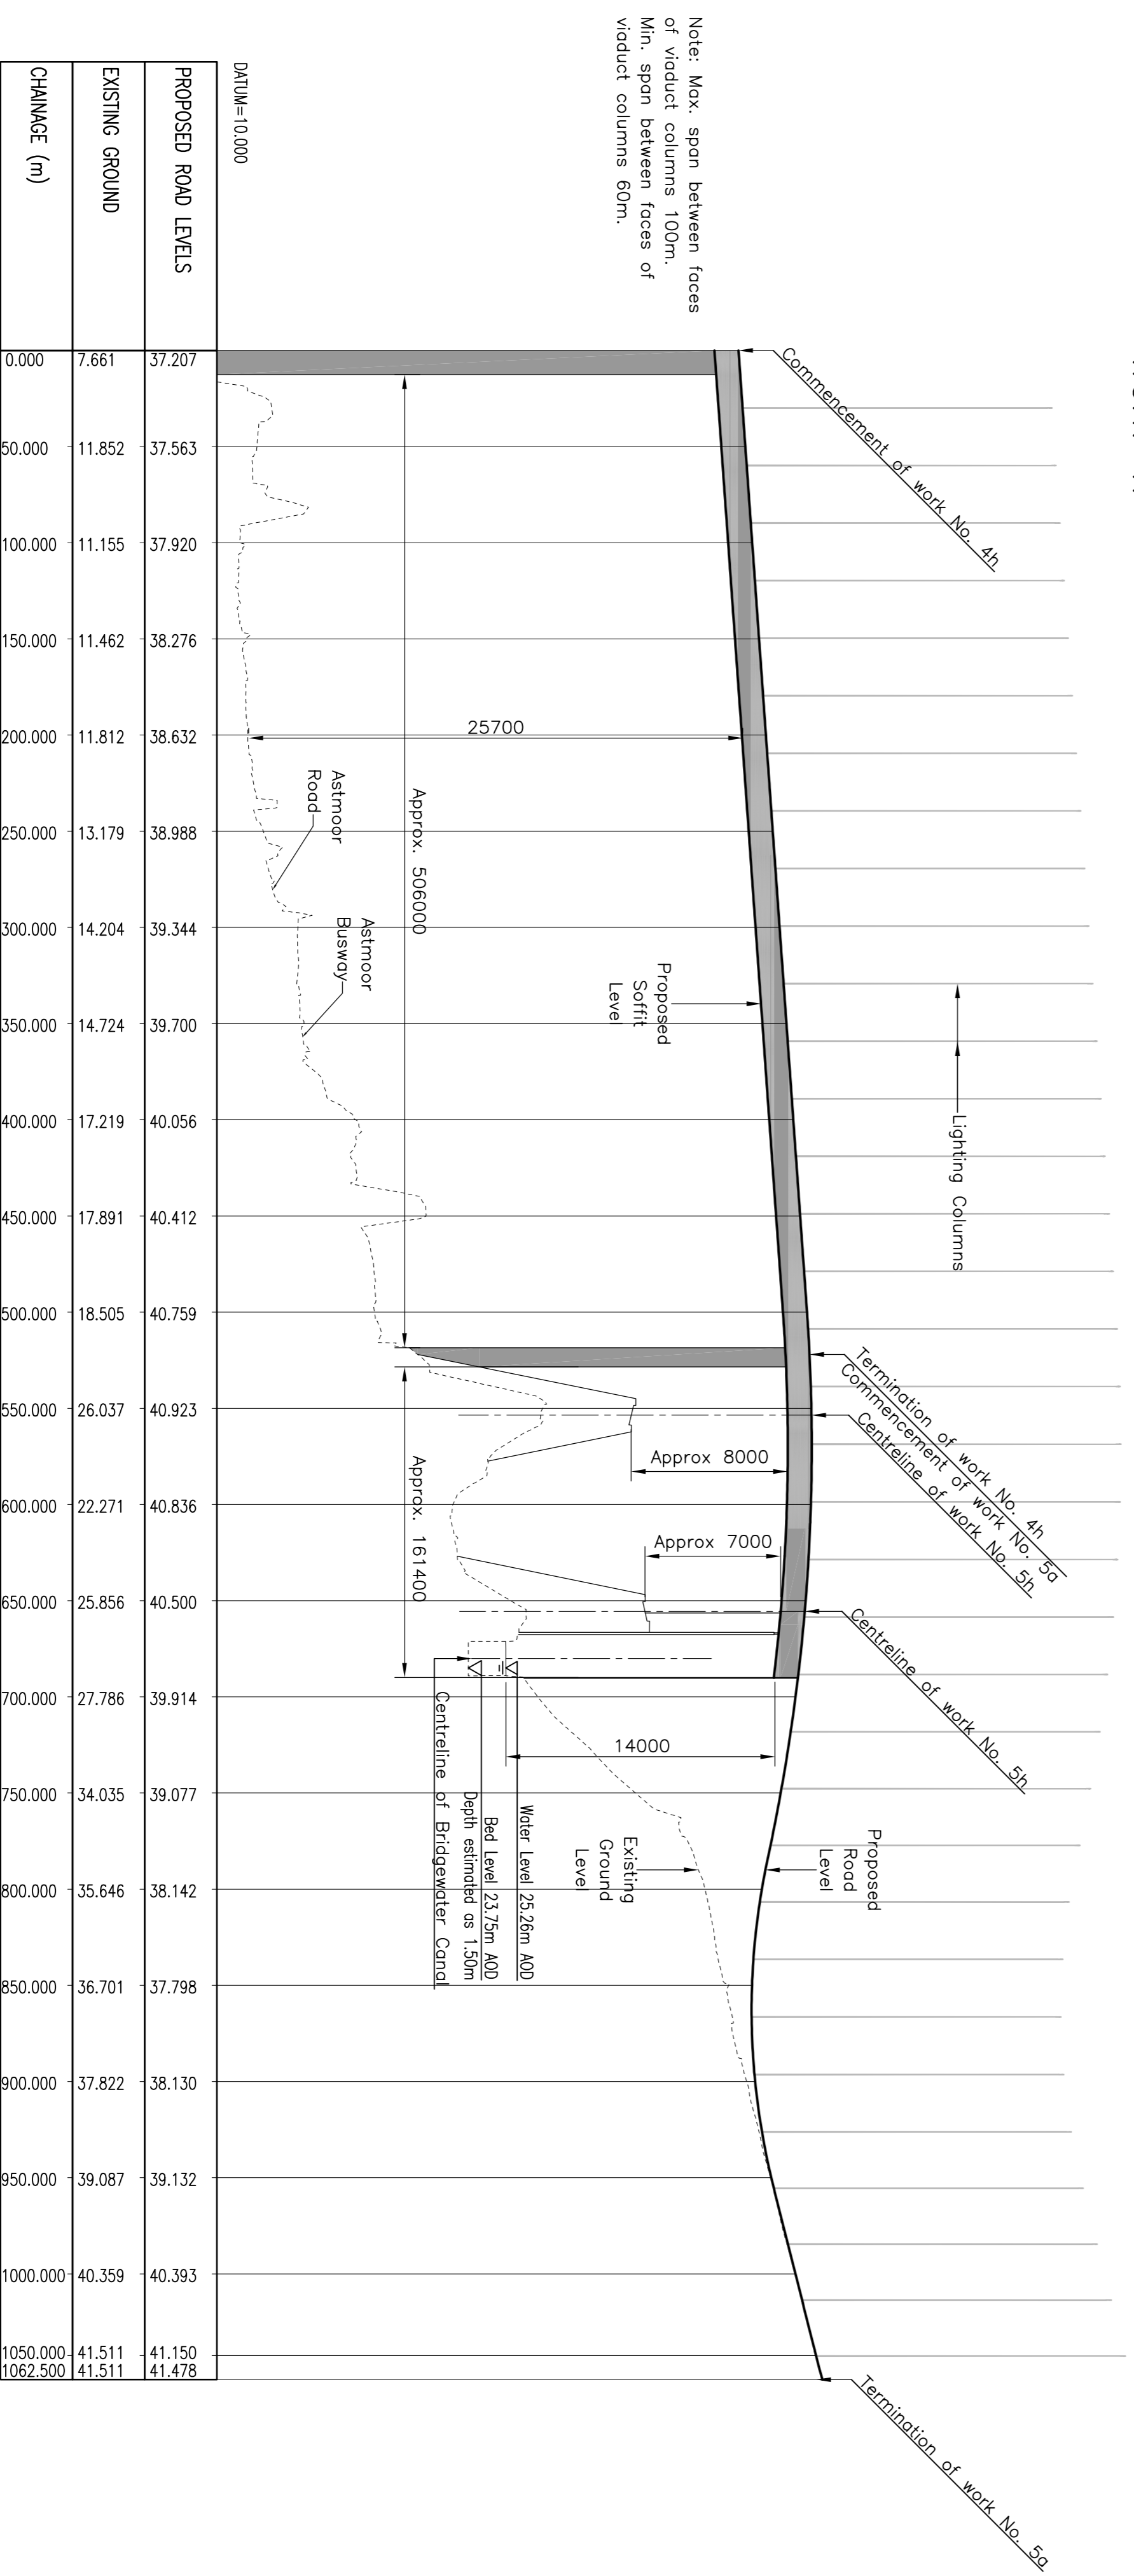 Commencement of work No. 4h
Termination of work No. 4h
Commencement of work No. 5a
Centreline of work No. 5h
Centreline of work No. 5h
Termination of work No. 5a
Lighting Columns
Note: Max. span between faces
of viaduct columns 100m.
Min. span between faces of
viaduct columns 60m.
Proposed
Soffit
Level
Proposed
Road
Level
Existing
Ground
Level
25700
Approx 8000
Approx 7000
14000
Approx. 506000
Approx. 161400
Astmoor
Road
Astmoor
Busway
Water Level 25.26m AOD
Bed Level 23.75m AOD
Depth estimated as 1.50m
Centreline of Bridgewater Canal
DATUM=10.000
PROPOSED ROAD LEVELS 37.207 37.563 37.920 38.276 38.632 38.988 39.344 39.700 40.056 40.412 40.759 40.923 40.836 40.500 39.914 39.077 38.142 37.798 38.130 39.132 40.393 41.150 41.478
EXISTING GROUND 7.661 11.852 11.155 11.462 11.812 13.179 14.204 14.724 17.219 17.891 18.505 26.037 22.271 25.856 27.786 34.035 35.646 36.701 37.822 39.087 40.359 41.511 41.511
CHAINAGE (m) 0.000 50.000 100.000 150.000 200.000 250.000 300.000 350.000 400.000 450.000 500.000 550.000 600.000 650.000 700.000 750.000 800.000 850.000 900.000 950.000 1000.000 1050.000 1062.500